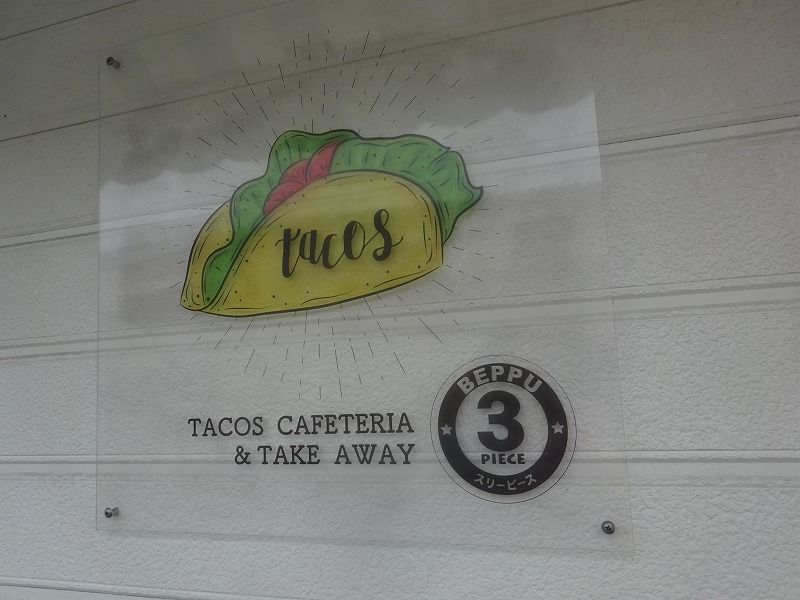 tacos
TACOS CAFETERIA
& TAKE AWAY
BEPPU
3
PIECE
スリーピース